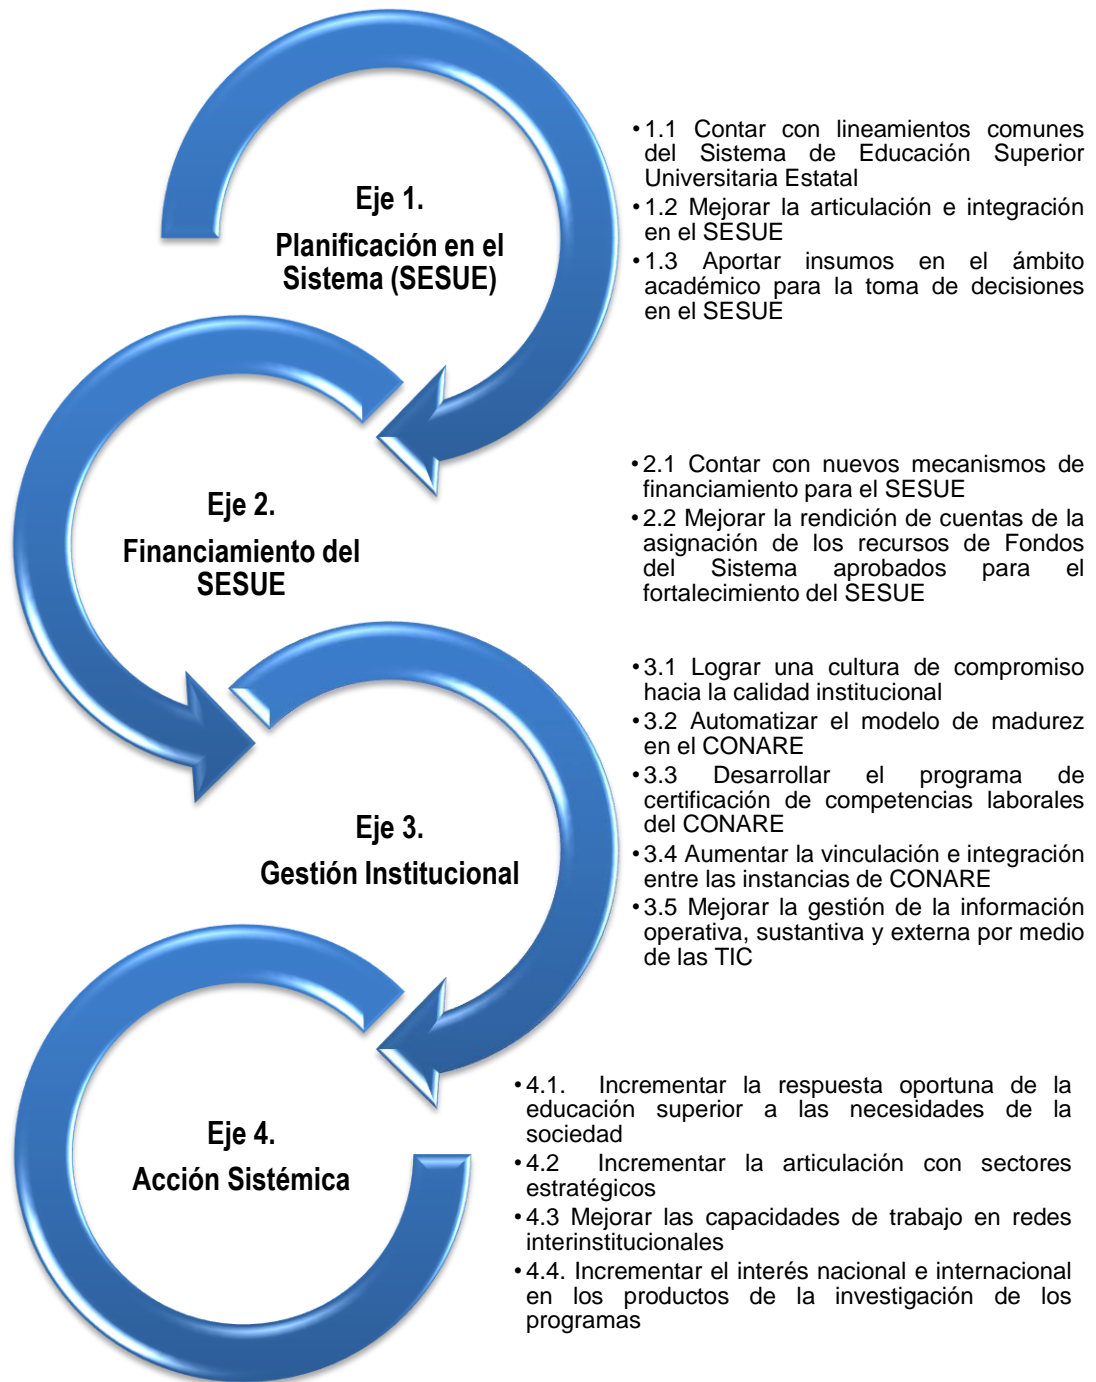 Eje 1.
Planificación en el
Sistema (SESUE)
•1.1 Contar con lineamientos comunes
del Sistema de Educación Superior
Universitaria Estatal
•1.2 Mejorar la articulación e integración
en el SESUE
•1.3 Aportar insumos en el ámbito
académico para la toma de decisiones
en el SESUE
Eje 2.
Financiamiento del
SESUE
•2.1 Contar con nuevos mecanismos de
financiamiento para el SESUE
•2.2 Mejorar la rendición de cuentas de la
asignación de los recursos de Fondos
del Sistema aprobados para el
fortalecimiento del SESUE
Eje 3.
Gestión Institucional
•3.1 Lograr una cultura de compromiso
hacia la calidad institucional
•3.2 Automatizar el modelo de madurez
en el CONARE
•3.3 Desarrollar el programa de
certificación de competencias laborales
del CONARE
•3.4 Aumentar la vinculación e integración
entre las instancias de CONARE
•3.5 Mejorar la gestión de la información
operativa, sustantiva y externa por medio
de las TIC
Eje 4.
Acción Sistémica
•4.1. Incrementar la respuesta oportuna de la
educación superior a las necesidades de la
sociedad
•4.2 Incrementar la articulación con sectores
estratégicos
•4.3 Mejorar las capacidades de trabajo en redes
interinstitucionales
•4.4. Incrementar el interés nacional e internacional
en los productos de la investigación de los
programas